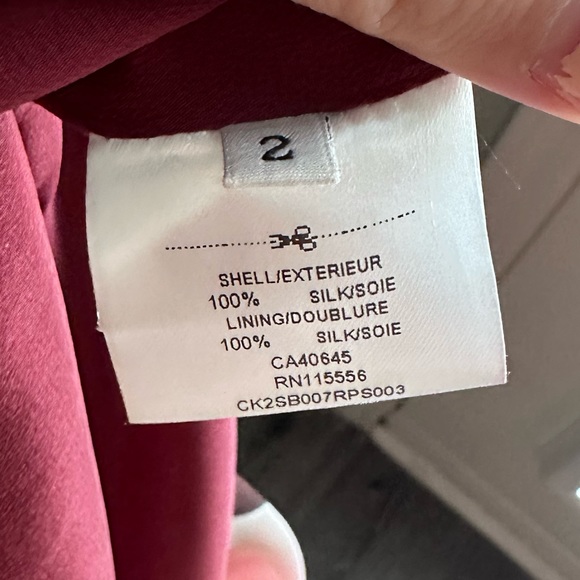 2
SHELL/EXTERIEUR
100% SILK/SOIE
LINING/DOUBLURE
100% SILK/SOIE
CA40645
RN115556
CK2SB007RPS003